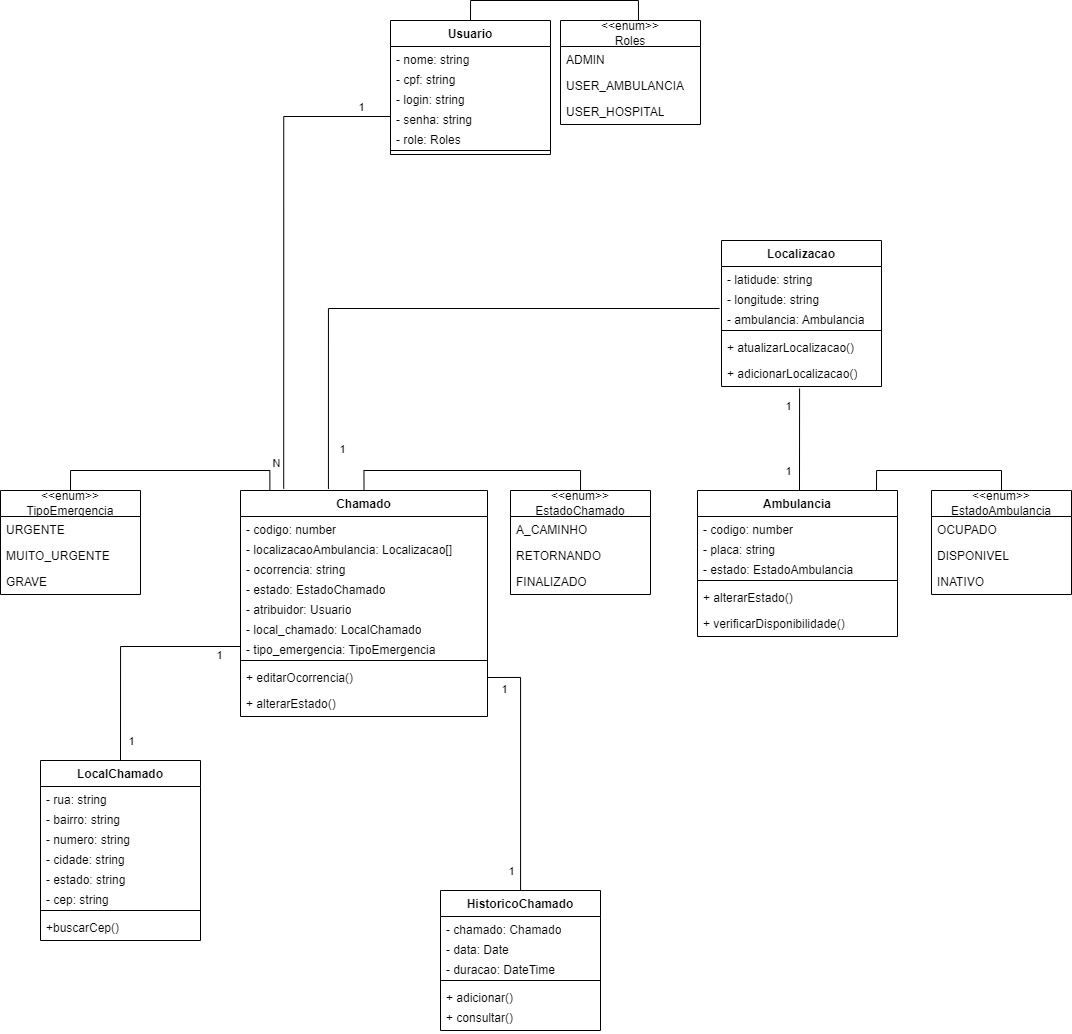 Usuario
- nome: string
- cpf: string
- login: string
- senha: string
- role: Roles
<<enum>>
Roles
ADMIN
USER_AMBULANCIA
USER_HOSPITAL
1
Localizacao
- latidude: string
- longitude: string
- ambulancia: Ambulancia
+ atualizarLocalizacao()
+ adicionarLocalizacao()
1
1
1
N
<<enum>>
TipoEmergencia
URGENTE
MUITO_URGENTE
GRAVE
Chamado
- codigo: number
- localizacaoAmbulancia: Localizacao[]
- ocorrencia: string
- estado: EstadoChamado
- atribuidor: Usuario
- local_chamado: LocalChamado
- tipo_emergencia: TipoEmergencia
+ editarOcorrencia()
+ alterarEstado()
<<enum>>
EstadoChamado
A_CAMINHO
RETORNANDO
FINALIZADO
Ambulancia
- codigo: number
- placa: string
- estado: EstadoAmbulancia
+ alterarEstado()
+ verificarDisponibilidade()
<<enum>>
EstadoAmbulancia
OCUPADO
DISPONIVEL
INATIVO
1
1
1
1
LocalChamado
- rua: string
- bairro: string
- numero: string
- cidade: string
- estado: string
- cep: string
+buscarCep()
HistoricoChamado
- chamado: Chamado
- data: Date
- duracao: DateTime
+ adicionar()
+ consultar()